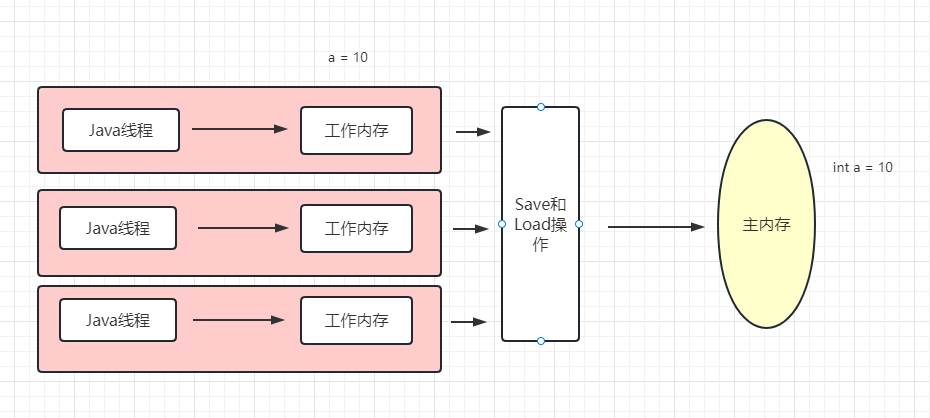 a = 10
Java线程
工作内存
Java线程
工作内存
Java线程
工作内存
Save和
Load操
作
主内存
int a = 10